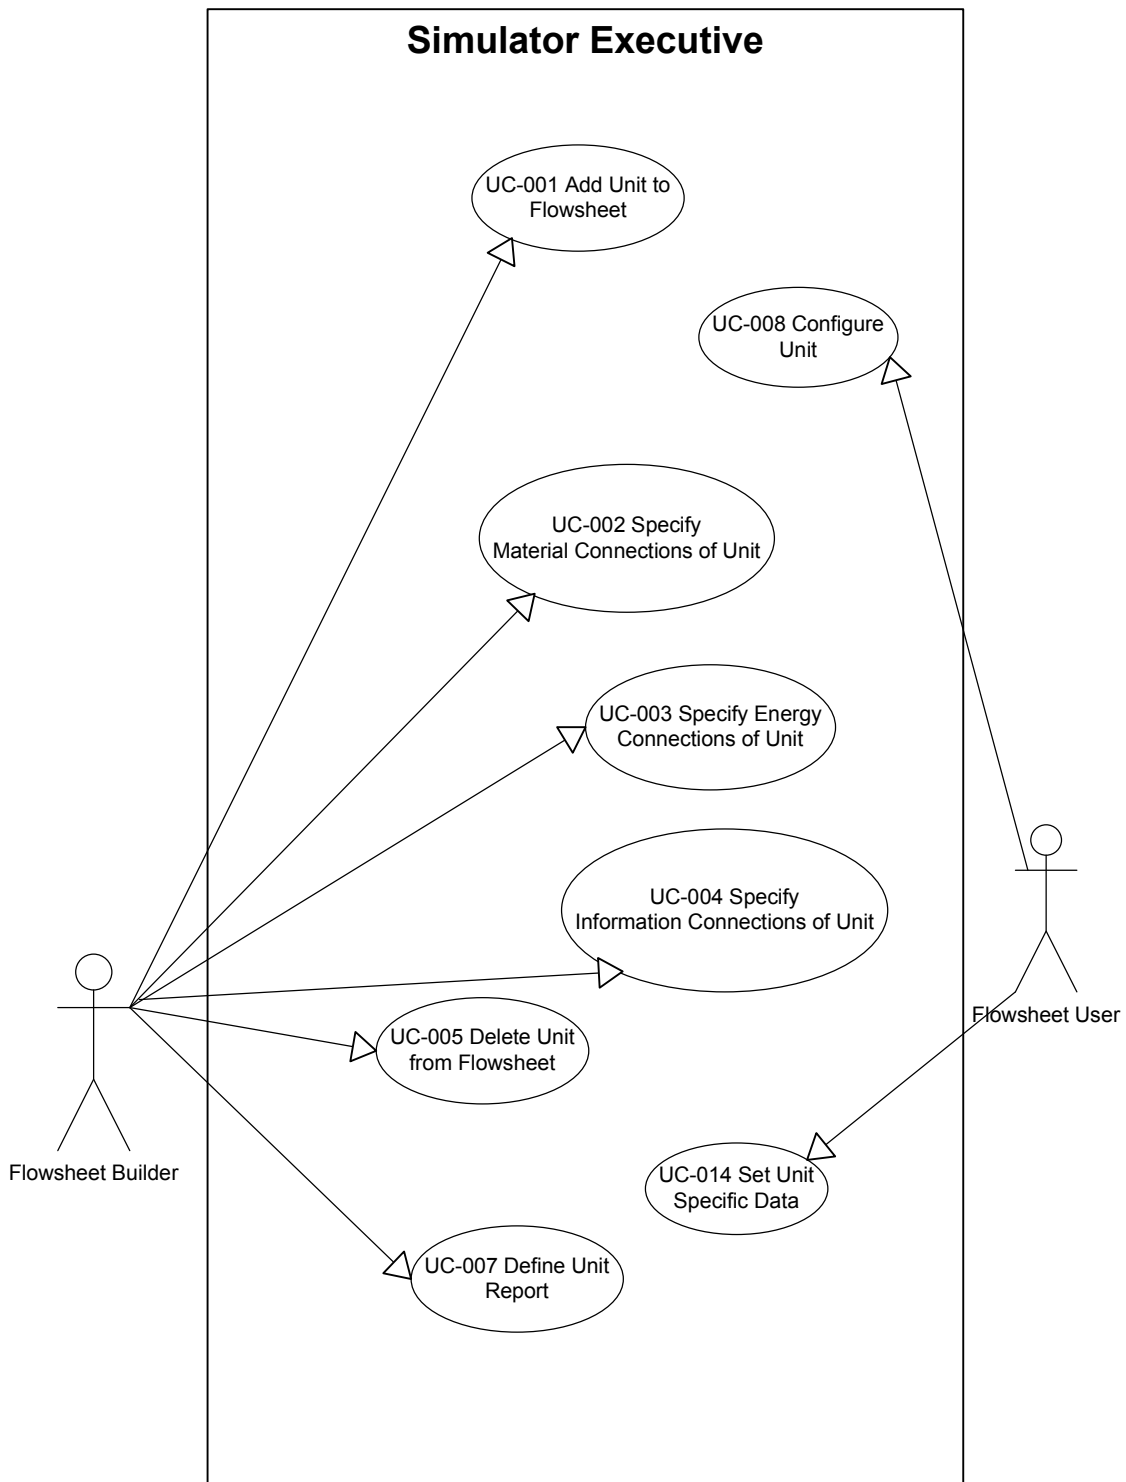 Simulator Executive
UC-001 Add Unit to
Flowsheet
UC-008 Configure
Unit
UC-002 Specify
Material Connections of Unit
UC-003 Specify Energy
Connections of Unit
UC-004 Specify
Information Connections of Unit
Flowsheet User
UC-005 Delete Unit
from Flowsheet
Flowsheet Builder
UC-014 Set Unit
Specific Data
UC-007 Define Unit
Report